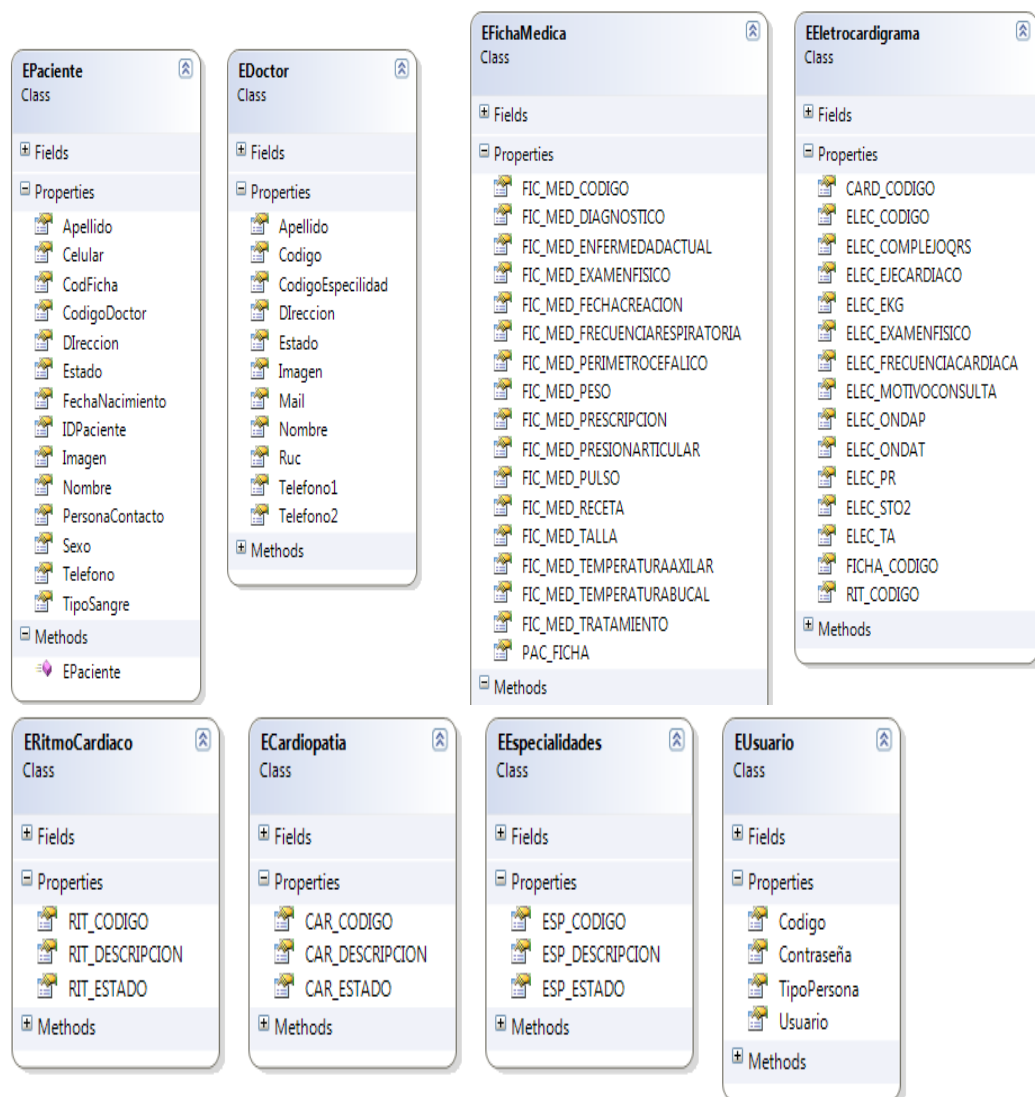 EPaciente
Class
Fields
Properties
Apellido
Celular
CodFicha
CodigoDoctor
DIreccion
Estado
FechaNacimiento
IDPaciente
Imagen
Nombre
PersonaContacto
Sexo
Telefono
TipoSangre
Methods
EPaciente
EDoctor
Class
Fields
Properties
Apellido
Codigo
CodigoEspecilidad
DIreccion
Estado
Imagen
Mail
Nombre
Ruc
Telefono1
Telefono2
Methods
EFichaMedica
Class
Fields
Properties
FIC_MED_CODIGO
FIC_MED_DIAGNOSTICO
FIC_MED_ENFERMEDADACTUAL
FIC_MED_EXAMENFISICO
FIC_MED_FECHACREACION
FIC_MED_FRECUENCIARESPIRATORIA
FIC_MED_PERIMETROCEFALICO
FIC_MED_PESO
FIC_MED_PRESCRIPCION
FIC_MED_PRESIONARTICULAR
FIC_MED_PULSO
FIC_MED_RECETA
FIC_MED_TALLA
FIC_MED_TEMPERATURAAXILAR
FIC_MED_TEMPERATURABUCAL
FIC_MED_TRATAMIENTO
PAC_FICHA
Methods
EEletrocardigrama
Class
Fields
Properties
CARD_CODIGO
ELEC_CODIGO
ELEC_COMPLEJOQRS
ELEC_EJECARDIACO
ELEC_EKG
ELEC_EXAMENFISICO
ELEC_FRECUENCIACARDIACA
ELEC_MOTIVOCONSULTA
ELEC_ONDAP
ELEC_ONDAT
ELEC_PR
ELEC_STO2
ELEC_TA
FICHA_CODIGO
RIT_CODIGO
Methods
ERitmoCardiaco
Class
Fields
Properties
RIT_CODIGO
RIT_DESCRIPCION
RIT_ESTADO
Methods
ECardiopatia
Class
Fields
Properties
CAR_CODIGO
CAR_DESCRIPCION
CAR_ESTADO
Methods
EEspecialidades
Class
Fields
Properties
ESP_CODIGO
ESP_DESCRIPCION
ESP_ESTADO
Methods
EUsuario
Class
Fields
Properties
Codigo
Contraseña
TipoPersona
Usuario
Methods